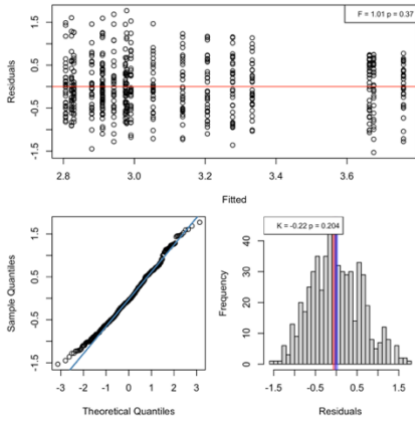 F = 1.01 p = 0.37
Residuals
1.5
0.5
-0.5
-1.5
2.8 3.0 3.2 3.4 3.6
Fitted
Sample Quantiles
1.5
0.5
-0.5
-1.5
-3 -2 -1 0 1 2 3
Theoretical Quantiles
K = -0.22 p = 0.204
Frequency
40
30
20
10
0
-1.5 -0.5 0.5 1.5
Residuals